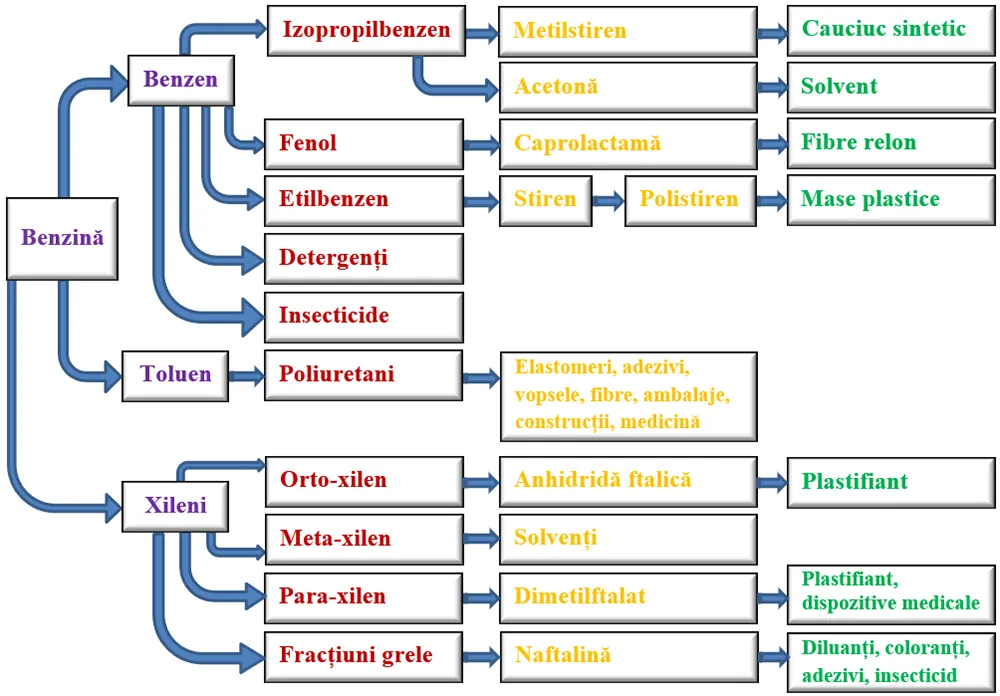 Izopropilbenzen
Metilstiren
Cauciuc sintetic
Benzen
Acetonă
Solvent
Fenol
Caprolactamă
Fibre relon
Etilbenzen
Stiren
Polistiren
Mase plastice
Benzină
Detergenți
Insecticide
Toluen
Poliuretani
Elastomeri, adezivi,
vopsele, fibre, ambalaje,
construcții, medicină
Xileni
Orto-xilen
Anhidridă ftalică
Plastifiant
Meta-xilen
Solvenți
Para-xilen
Dimetilftalat
Plastifiant,
dispozitive medicale
Fracțiuni grele
Naftalină
Diluanți, coloranți,
adezivi, insecticid